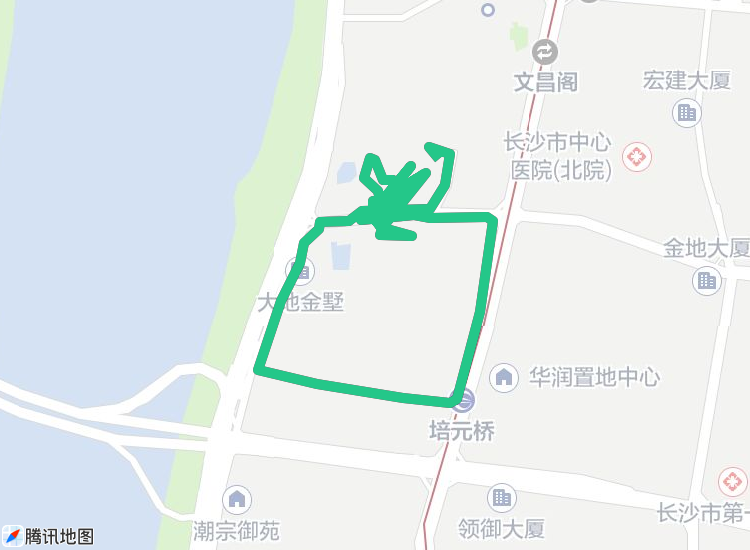 文昌阁
宏建大厦
长沙市中心
医院(北院)
金地大厦
大地金墅
华润置地中心
培元桥
长沙市第一
潮宗御苑
领御大厦
腾讯地图